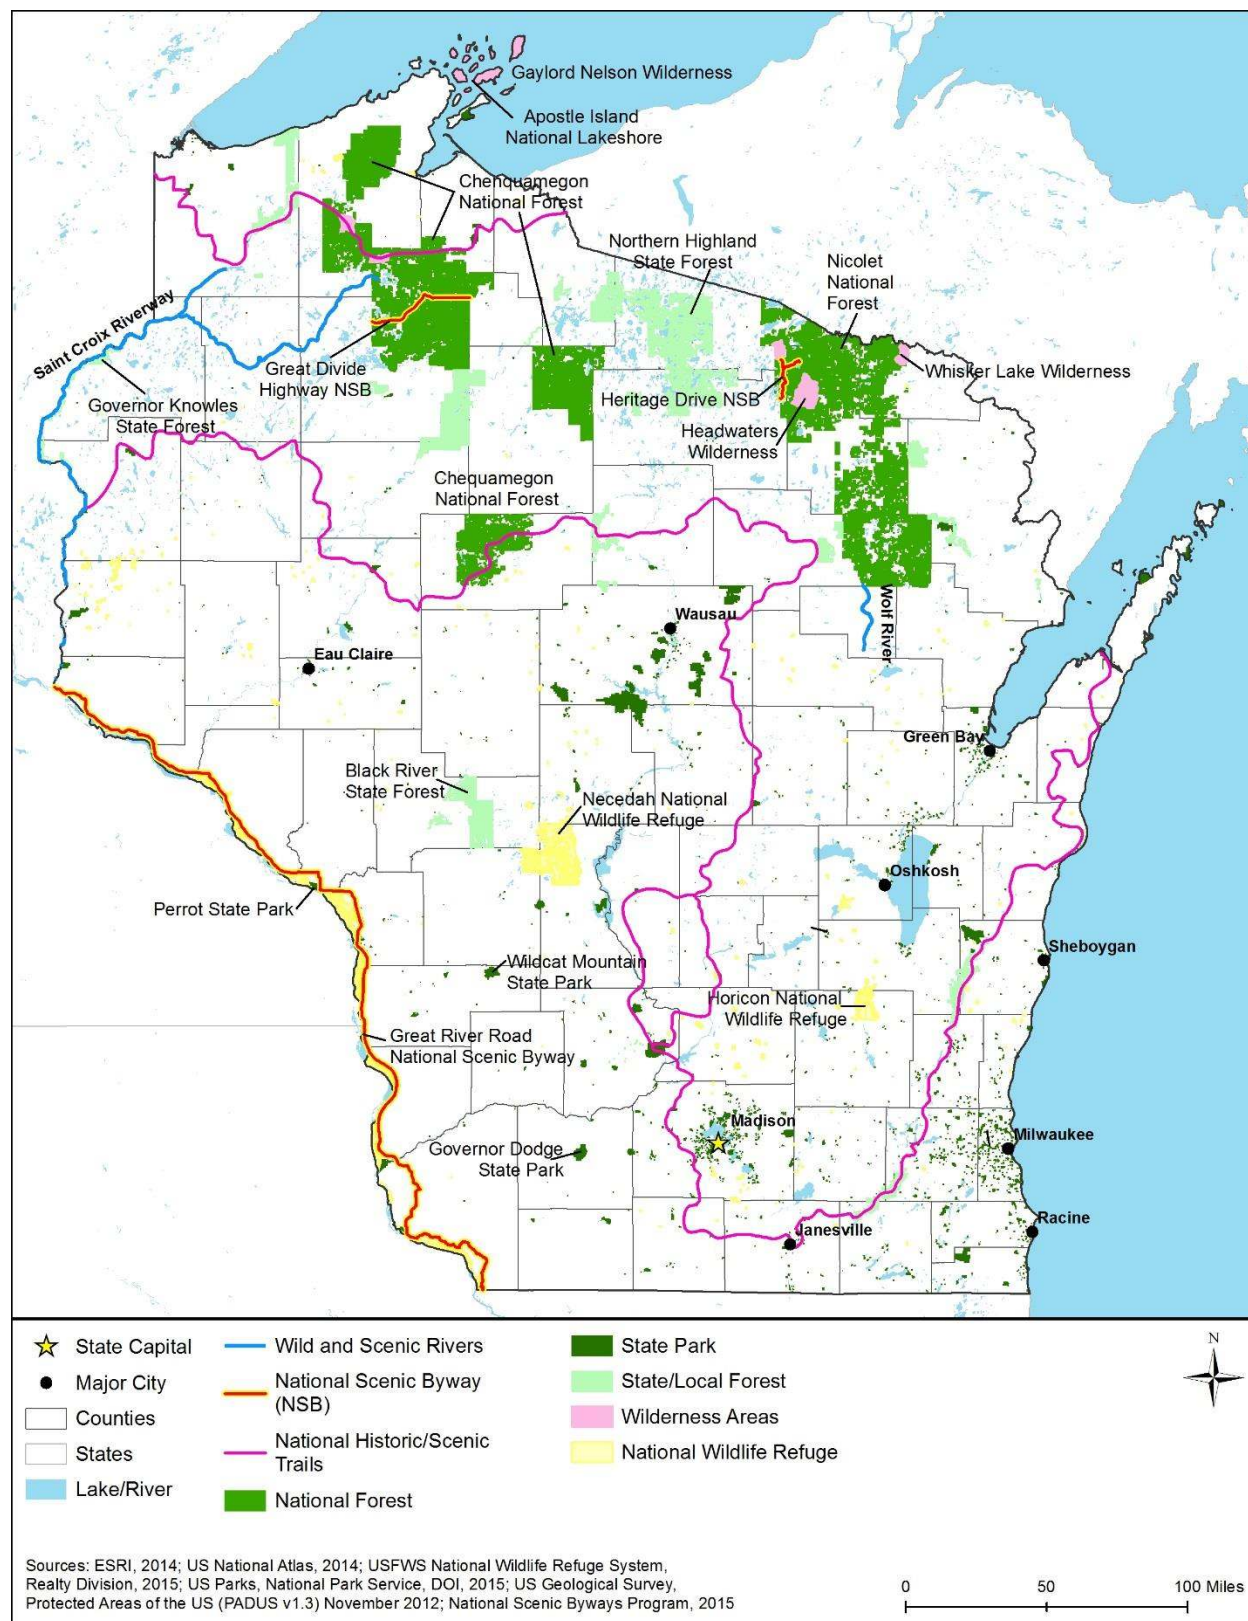 Gaylord Nelson Wilderness
Apostle Island
National Lakeshore
Chenquamegon
National Forest
Northern Highland
State Forest
Nicolet
National
Forest
Saint Croix Riverway
Great Divide
Highway NSB
Whisker Lake Wilderness
Heritage Drive NSB
Governor Knowles
State Forest
Headwaters
Wilderness
Chequamegon
National Forest
Wolf River
Wausau
Eau Claire
Green Bay
Black River
State Forest
Necedah National
Wildlife Refuge
Oshkosh
Perrot State Park
Sheboygan
Wildcat Mountain
State Park
Horicon National
Wildlife Refuge
Great River Road
National Scenic Byway
Madison
Milwaukee
Governor Dodge
State Park
Racine
Janesville
State Capital
Major City
Counties
States
Lake/River
Wild and Scenic Rivers
National Scenic Byway
(NSB)
National Historic/Scenic
Trails
National Forest
State Park
State/Local Forest
Wilderness Areas
National Wildlife Refuge
N
Sources: ESRI, 2014; US National Atlas, 2014; USFWS National Wildlife Refuge System,
Realty Division, 2015; US Parks, National Park Service, DOI, 2015; US Geological Survey,
Protected Areas of the US (PADUS v1.3) November 2012; National Scenic Byways Program, 2015
0 50 100 Miles